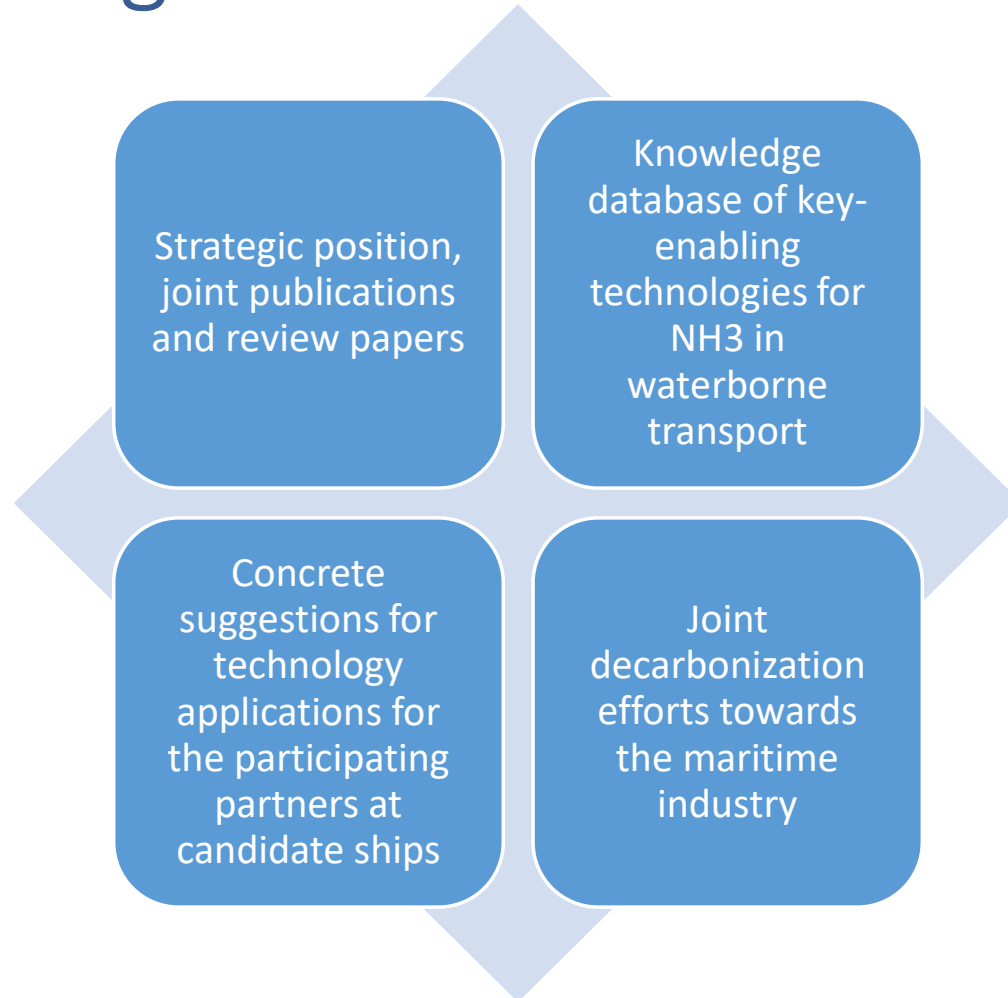 Strategic position,
joint publications
and review papers
Knowledge
database of key-
enabling
technologies for
NH3 in
waterborne
transport
Concrete
suggestions for
technology
applications for
the participating
partners at
candidate ships
Joint
decarbonization
efforts towards
the maritime
industry